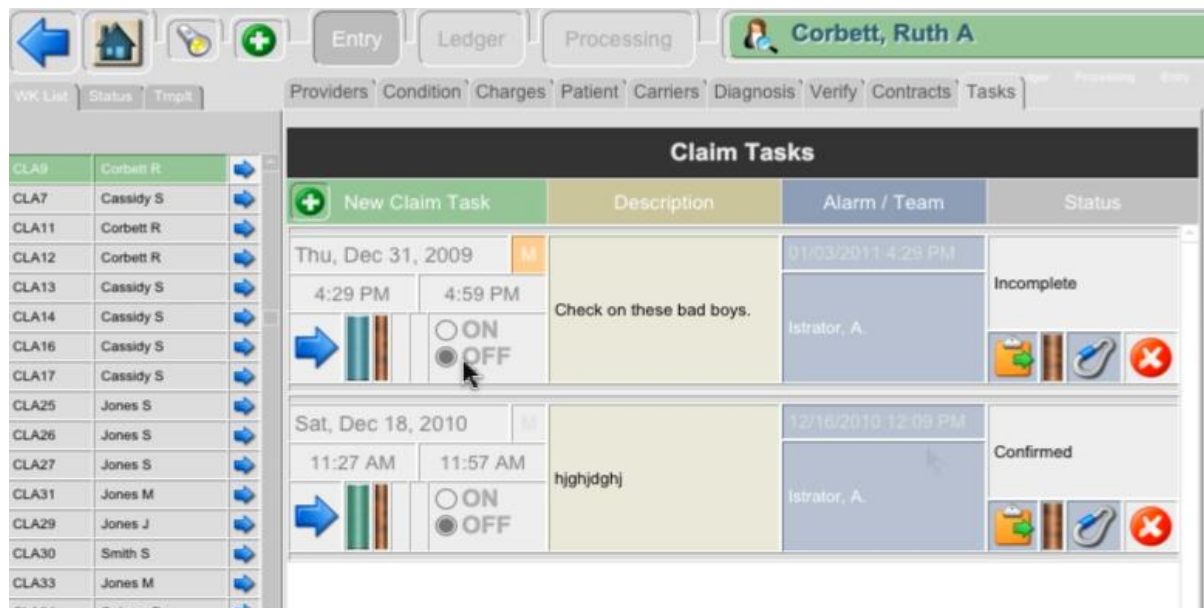 Entry Ledger Processing Corbett, Ruth A
WK List Status Tmplt
Providers Condition Charges Patient Carriers Diagnosis Verify Contracts Tasks
Processing Entry
Claim Tasks
New Claim Task Description Alarm / Team Status
CLA9 Corbett R
CLA7 Cassidy S
CLA11 Corbett R
CLA12 Corbett R
CLA13 Cassidy S
CLA14 Cassidy S
CLA16 Cassidy S
CLA17 Cassidy S
CLA25 Jones S
CLA26 Jones S
CLA27 Jones S
CLA31 Jones M
CLA29 Jones J
CLA30 Smith S
CLA33 Jones M
Thu, Dec 31, 2009 M
4:29 PM 4:59 PM
ON
OFF
Check on these bad boys.
01/03/2011 4:29 PM
Istrator, A.
Incomplete
Sat, Dec 18, 2010 M
11:27 AM 11:57 AM
ON
OFF
hjghjdghj
12/16/2010 12:09 PM
Istrator, A.
Confirmed